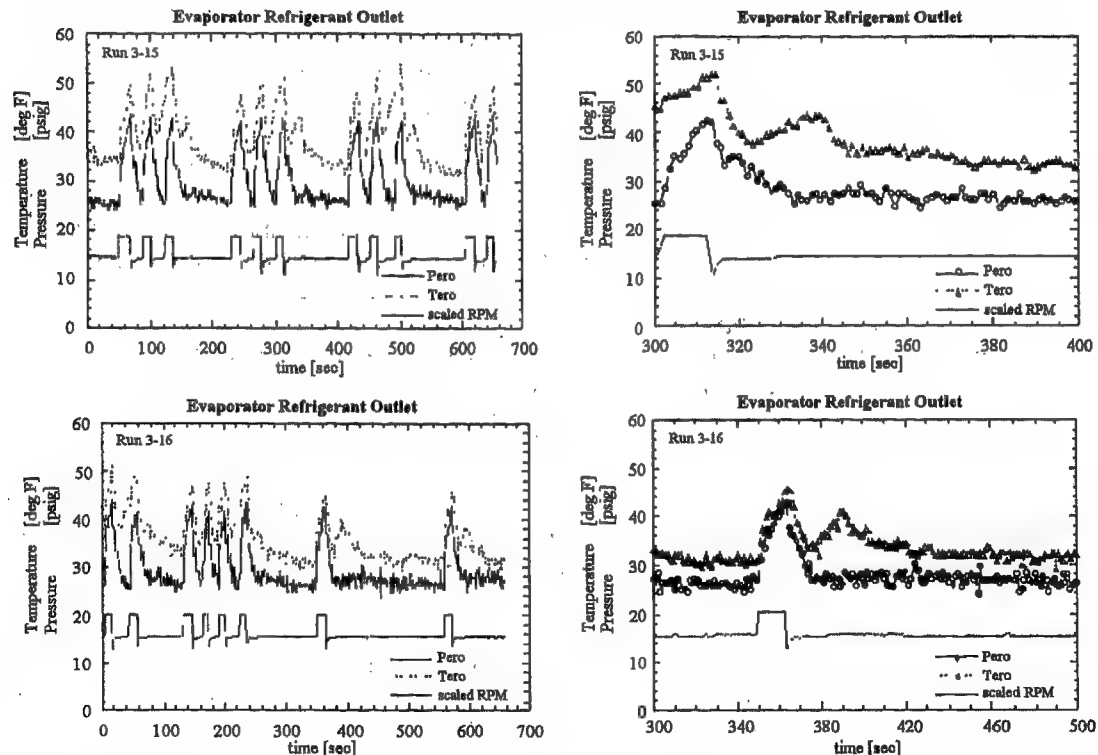 Evaporator Refrigerant Outlet
Run 3-15
60
50
40
30
20
10
0
Temperature [deg F]
Pressure [psig]
Pero
Tero
scaled RPM
0 100 200 300 400 500 600 700
time [sec]
Evaporator Refrigerant Outlet
Run 3-15
60
50
40
30
20
10
0
Temperature [deg F]
Pressure [psig]
Pero
Tero
scaled RPM
300 320 340 360 380 400
time [sec]
Evaporator Refrigerant Outlet
Run 3-16
60
50
40
30
20
10
0
Temperature [deg F]
Pressure [psig]
Pero
Tero
scaled RPM
0 100 200 300 400 500 600 700
time [sec]
Evaporator Refrigerant Outlet
Run 3-16
60
50
40
30
20
10
0
Temperature [deg F]
Pressure [psig]
Pero
Tero
scaled RPM
300 340 380 420 460 500
time [sec]